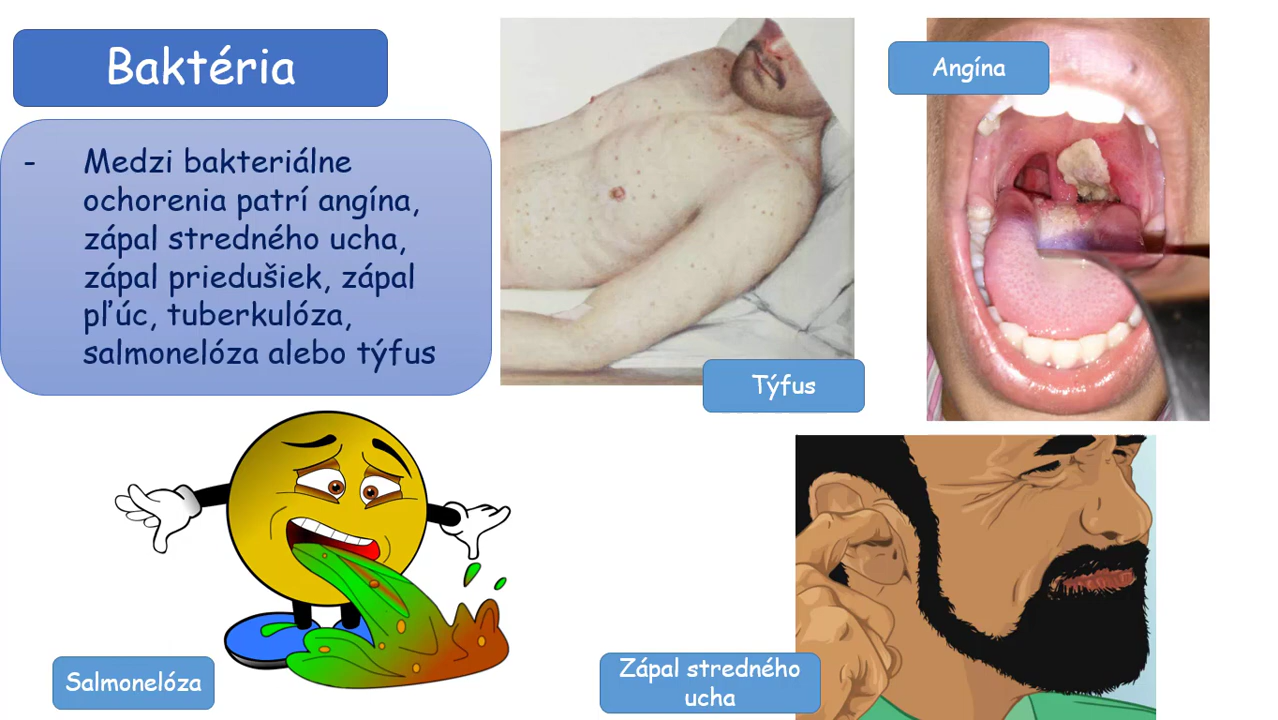 Baktéria
- Medzi bakteriálne
ochorenia patrí angína,
zápal stredného ucha,
zápal priedušiek, zápal
pľúc, tuberkulóza,
salmonelóza alebo týfus
Angína
Týfus
Salmonelóza
Zápal stredného
ucha